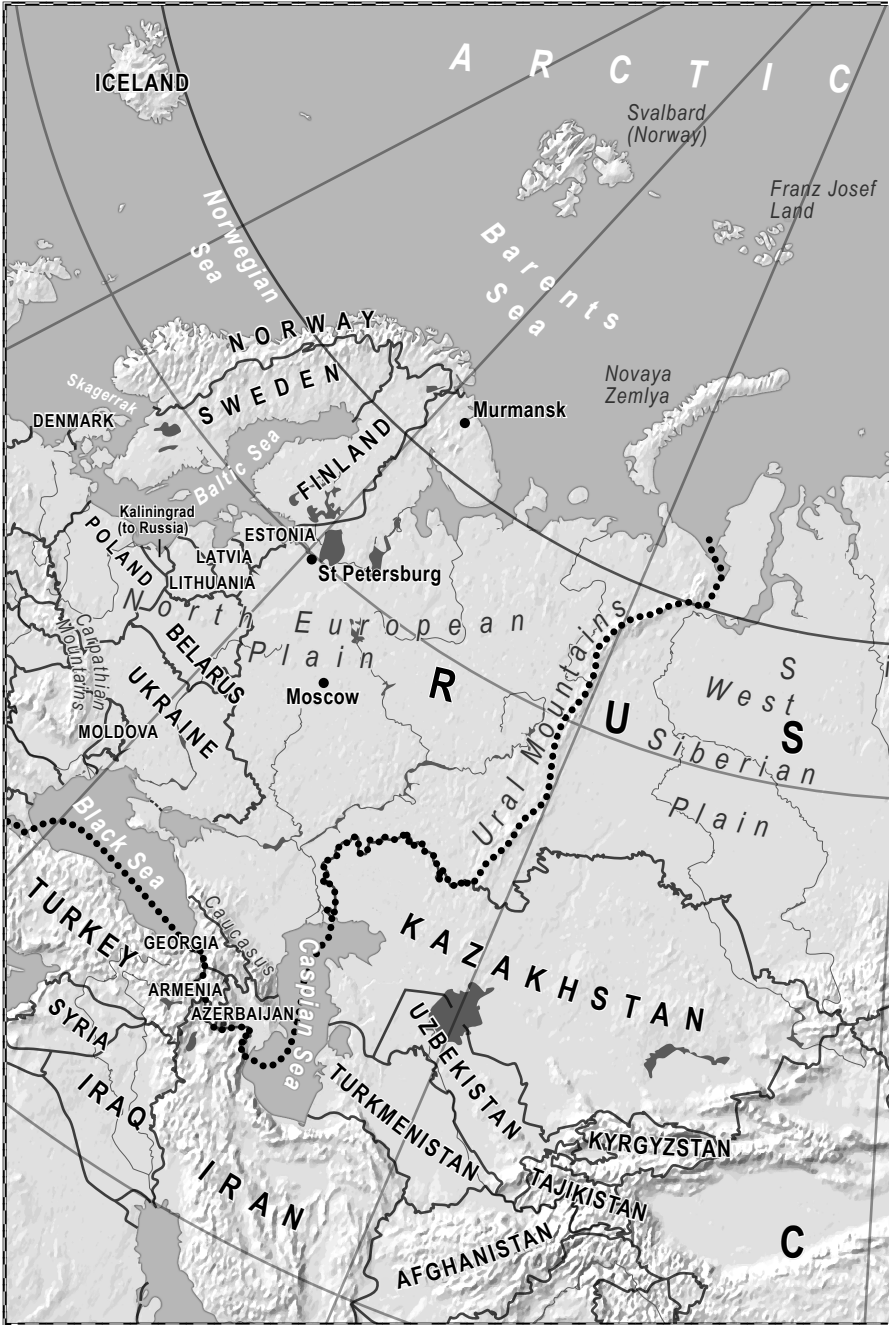 ARCTIC
ICELAND
Svalbard
(Norway)
Franz Josef
Land
Norwegian
Sea
Barents
Sea
NORWAY
SWEDEN
Novaya
Zemlya
Skagerrak
DENMARK
Murmansk
FINLAND
Baltic Sea
Kaliningrad
(to Russia)
POLAND
ESTONIA
LATVIA
LITHUANIA
St Petersburg
North European
Plain
Carpathian
Mountains
BELARUS
UKRAINE
Moscow
MOLDOVA
R U S
Ural Mountains
S
West
Siberian
Plain
Black Sea
TURKEY
Caucasus
GEORGIA
ARMENIA
AZERBAIJAN
Caspian Sea
KAZAKHSTAN
SYRIA
IRAQ
UZBEKISTAN
TURKMENISTAN
KYRGYZSTAN
TAJIKISTAN
IRAN
AFGHANISTAN
C